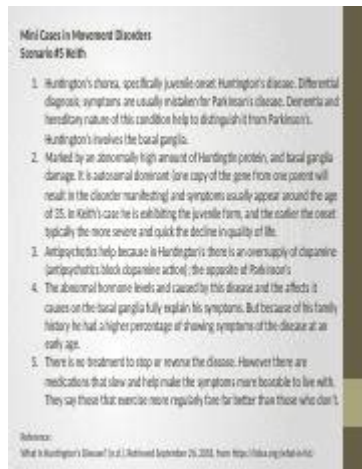 Mini Cases in Movement Disorders
Scenario #5 Keith
1. Huntington's chorea, specifically juvenile onset Huntington's disease. Differential
diagnosis, symptoms are usually mistaken for Parkinson's disease. Dementia and
hereditary nature of this condition help to distinguish it from Parkinson's.
Huntington's involves the basal ganglia.
2. Marked by an abnormally high amount of Huntingtin protein, and basal ganglia
damage. It is autosomal dominant (one copy of the gene from one parent will
result in the disorder manifesting) and symptoms usually appear around the age
of 35. In Keith's case he is exhibiting the juvenile form, and the earlier the onset
typically the more severe and quick the decline in quality of life.
3. Antipsychotics help because in Huntington's there is an oversupply of dopamine
(antipsychotics block dopamine action); the opposite of Parkinson's
4. The abnormal hormone levels and caused by this disease and the affects it
causes on the basal ganglia fully explain his symptoms. But because of his family
history he had a higher percentage of showing symptoms of the disease at an
early age.
5. There is no treatment to stop or reverse the disease. However there are
medications that slow and help make the symptoms more bearable to live with.
They say those that exercise more regularly fare far better than those who don't.
Reference:
What is Huntington's Disease? (n.d.). Retrieved September 29, from